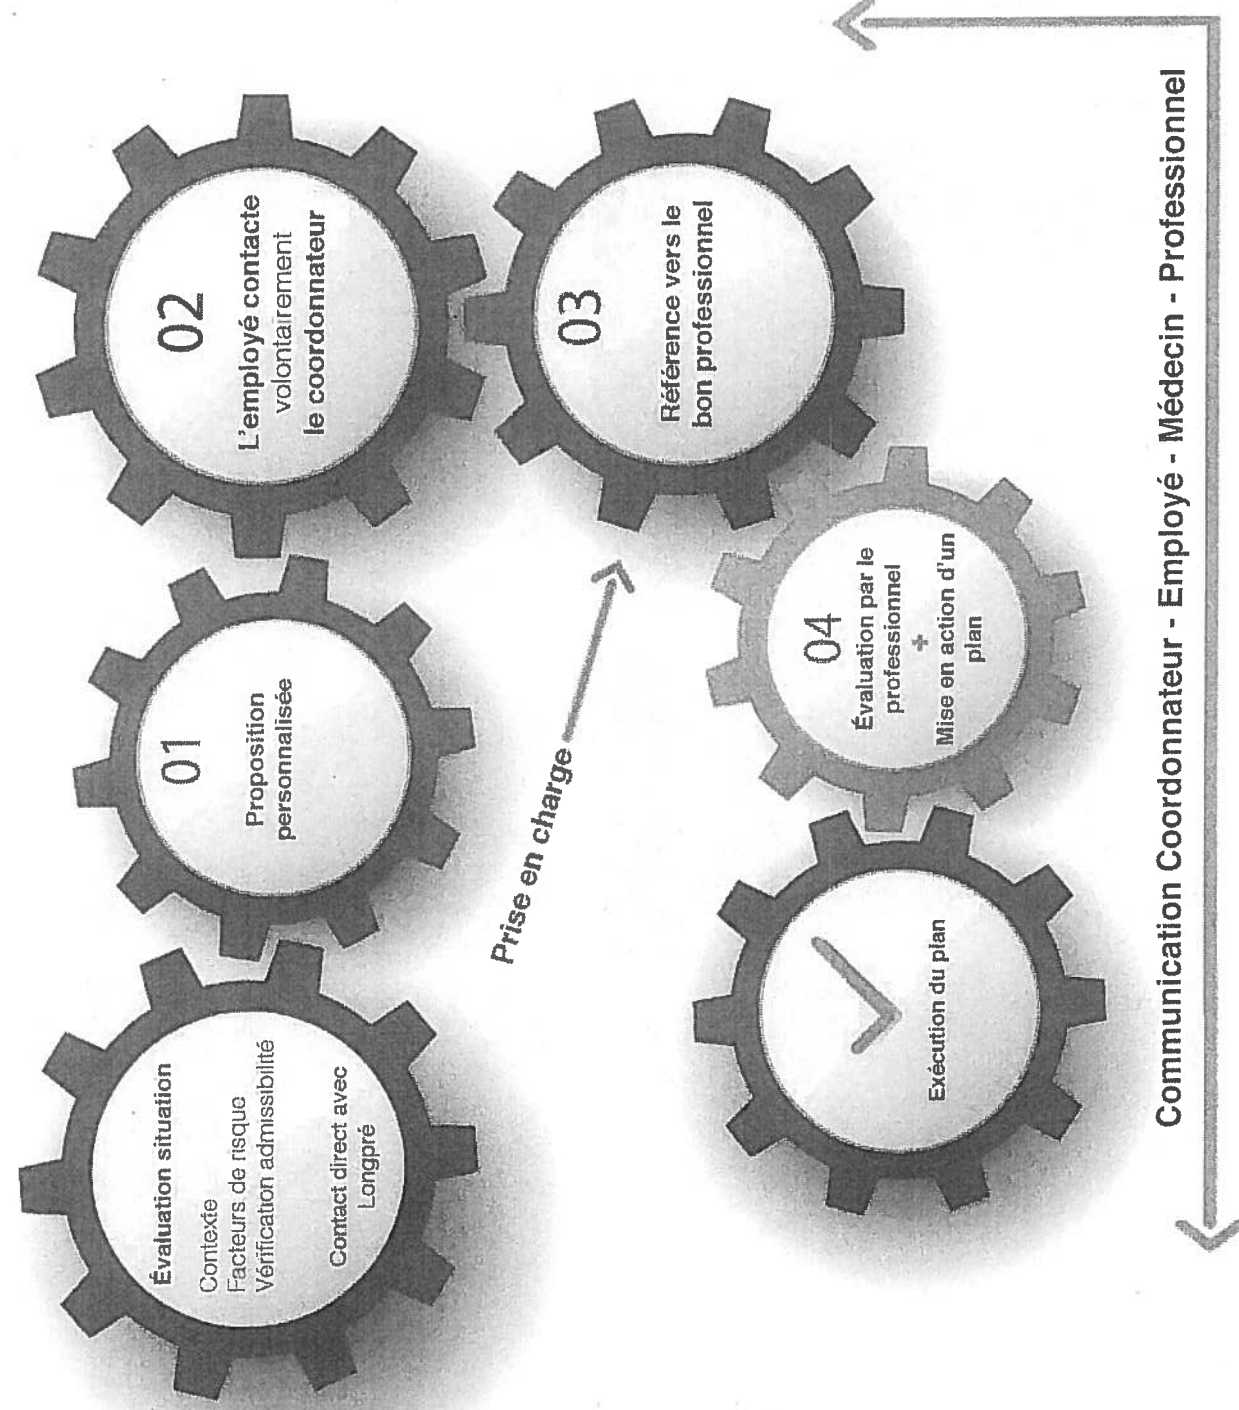 Évaluation situation
Contexte
Facteurs de risque
Vérification admissibilité
Contact direct avec
Longpré
01
Proposition
personnalisée
02
L'employé contacte
volontairement
le coordonnateur
Prise en charge
03
Référence vers le
bon professionnel
04
Évaluation par le
professionnel
+
Mise en action d'un
plan
Exécution du plan
Communication Coordonnateur - Employé - Médecin - Professionnel